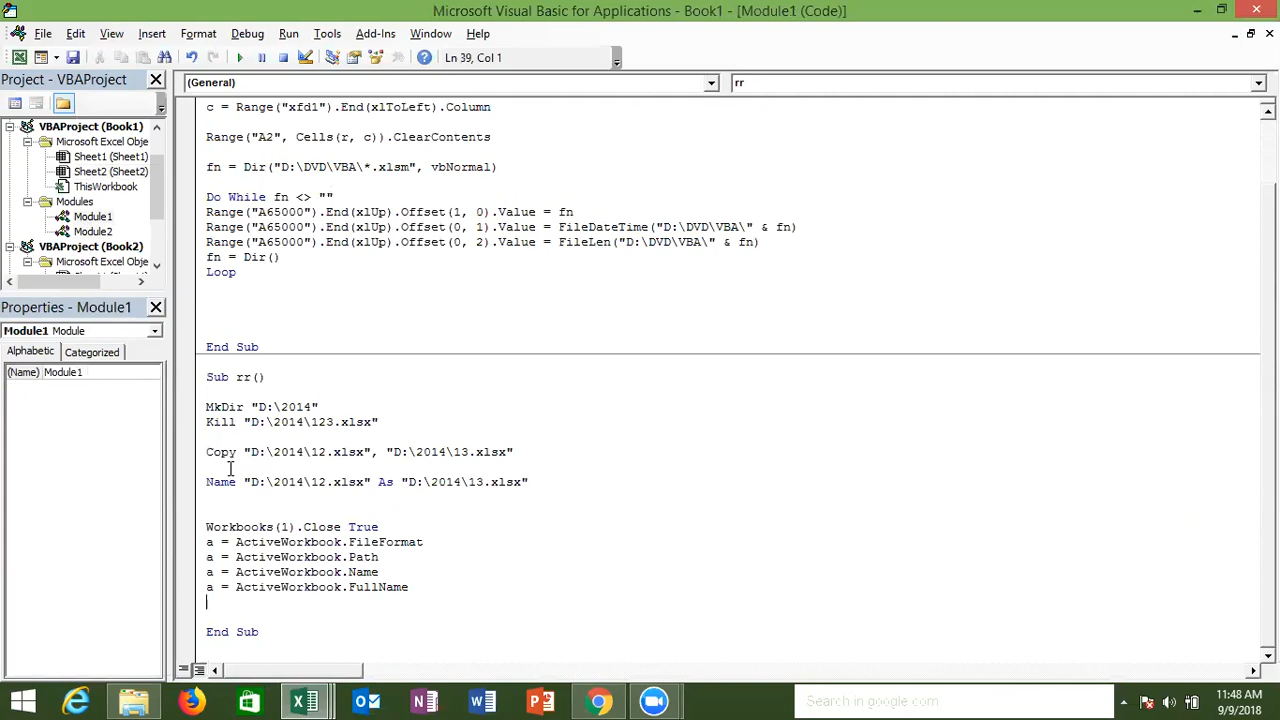 Microsoft Visual Basic for Applications - Book1 - [Module1 (Code)]
File Edit View Insert Format Debug Run Tools Add-Ins Window Help
Ln 39, Col 1
Project - VBAProject
(General)
rr
VBAProject (Book1)
Microsoft Excel Obje
Sheet1 (Sheet1)
Sheet2 (Sheet2)
ThisWorkbook
Modules
Module1
Module2
VBAProject (Book2)
Microsoft Excel Obje
Properties - Module1
Module1 Module
Alphabetic Categorized
(Name) Module1
c = Range("xfd1").End(xlToLeft).Column
Range("A2", Cells(r, c)).ClearContents
fn = Dir("D:\DVD\VBA\*.xlsm", vbNormal)
Do While fn <> ""
Range("A65000").End(xlUp).Offset(1, 0).Value = fn
Range("A65000").End(xlUp).Offset(0, 1).Value = FileDateTime("D:\DVD\VBA\" & fn)
Range("A65000").End(xlUp).Offset(0, 2).Value = FileLen("D:\DVD\VBA\" & fn)
fn = Dir()
Loop
End Sub
Sub rr()
MkDir "D:\2014"
Kill "D:\2014\123.xlsx"
Copy "D:\2014\12.xlsx", "D:\2014\13.xlsx"
Name "D:\2014\12.xlsx" As "D:\2014\13.xlsx"
Workbooks(1).Close True
a = ActiveWorkbook.FileFormat
a = ActiveWorkbook.Path
a = ActiveWorkbook.Name
a = ActiveWorkbook.FullName
End Sub
Search in google.com
11:48 AM
9/9/2018